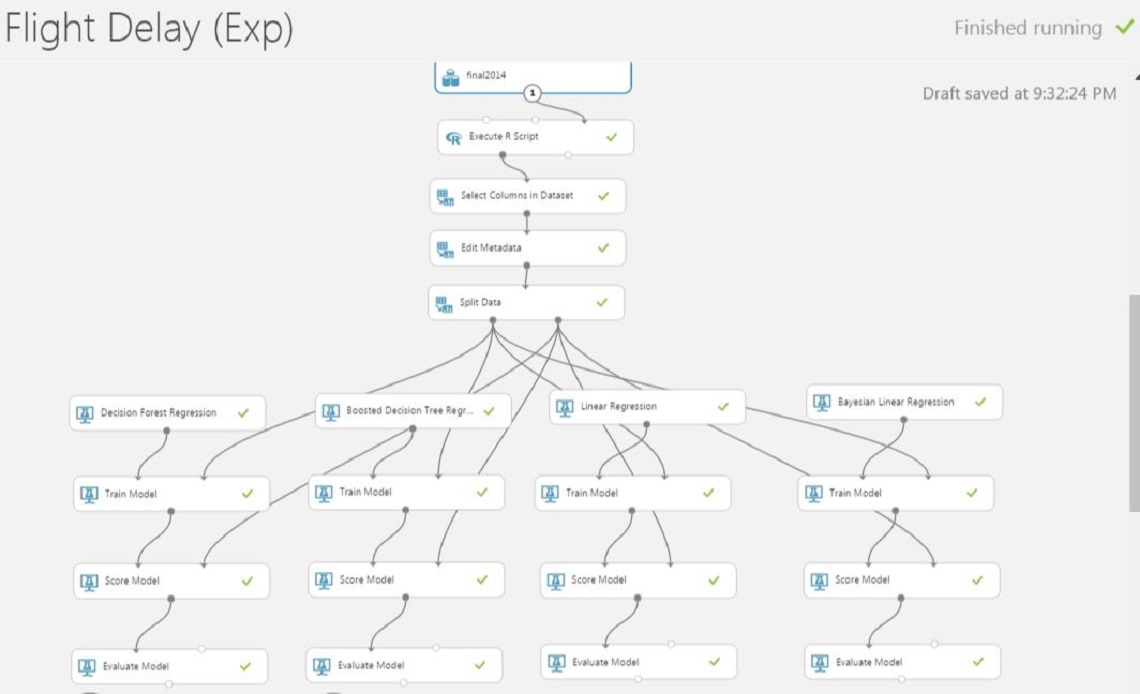 Flight Delay (Exp)
Finished running
final2014
1
Draft saved at 9:32:24 PM
Execute R Script
Select Columns in Dataset
Edit Metadata
Split Data
Decision Forest Regression
Boosted Decision Tree Regr...
Linear Regression
Bayesian Linear Regression
Train Model
Train Model
Train Model
Train Model
Score Model
Score Model
Score Model
Score Model
Evaluate Model
Evaluate Model
Evaluate Model
Evaluate Model